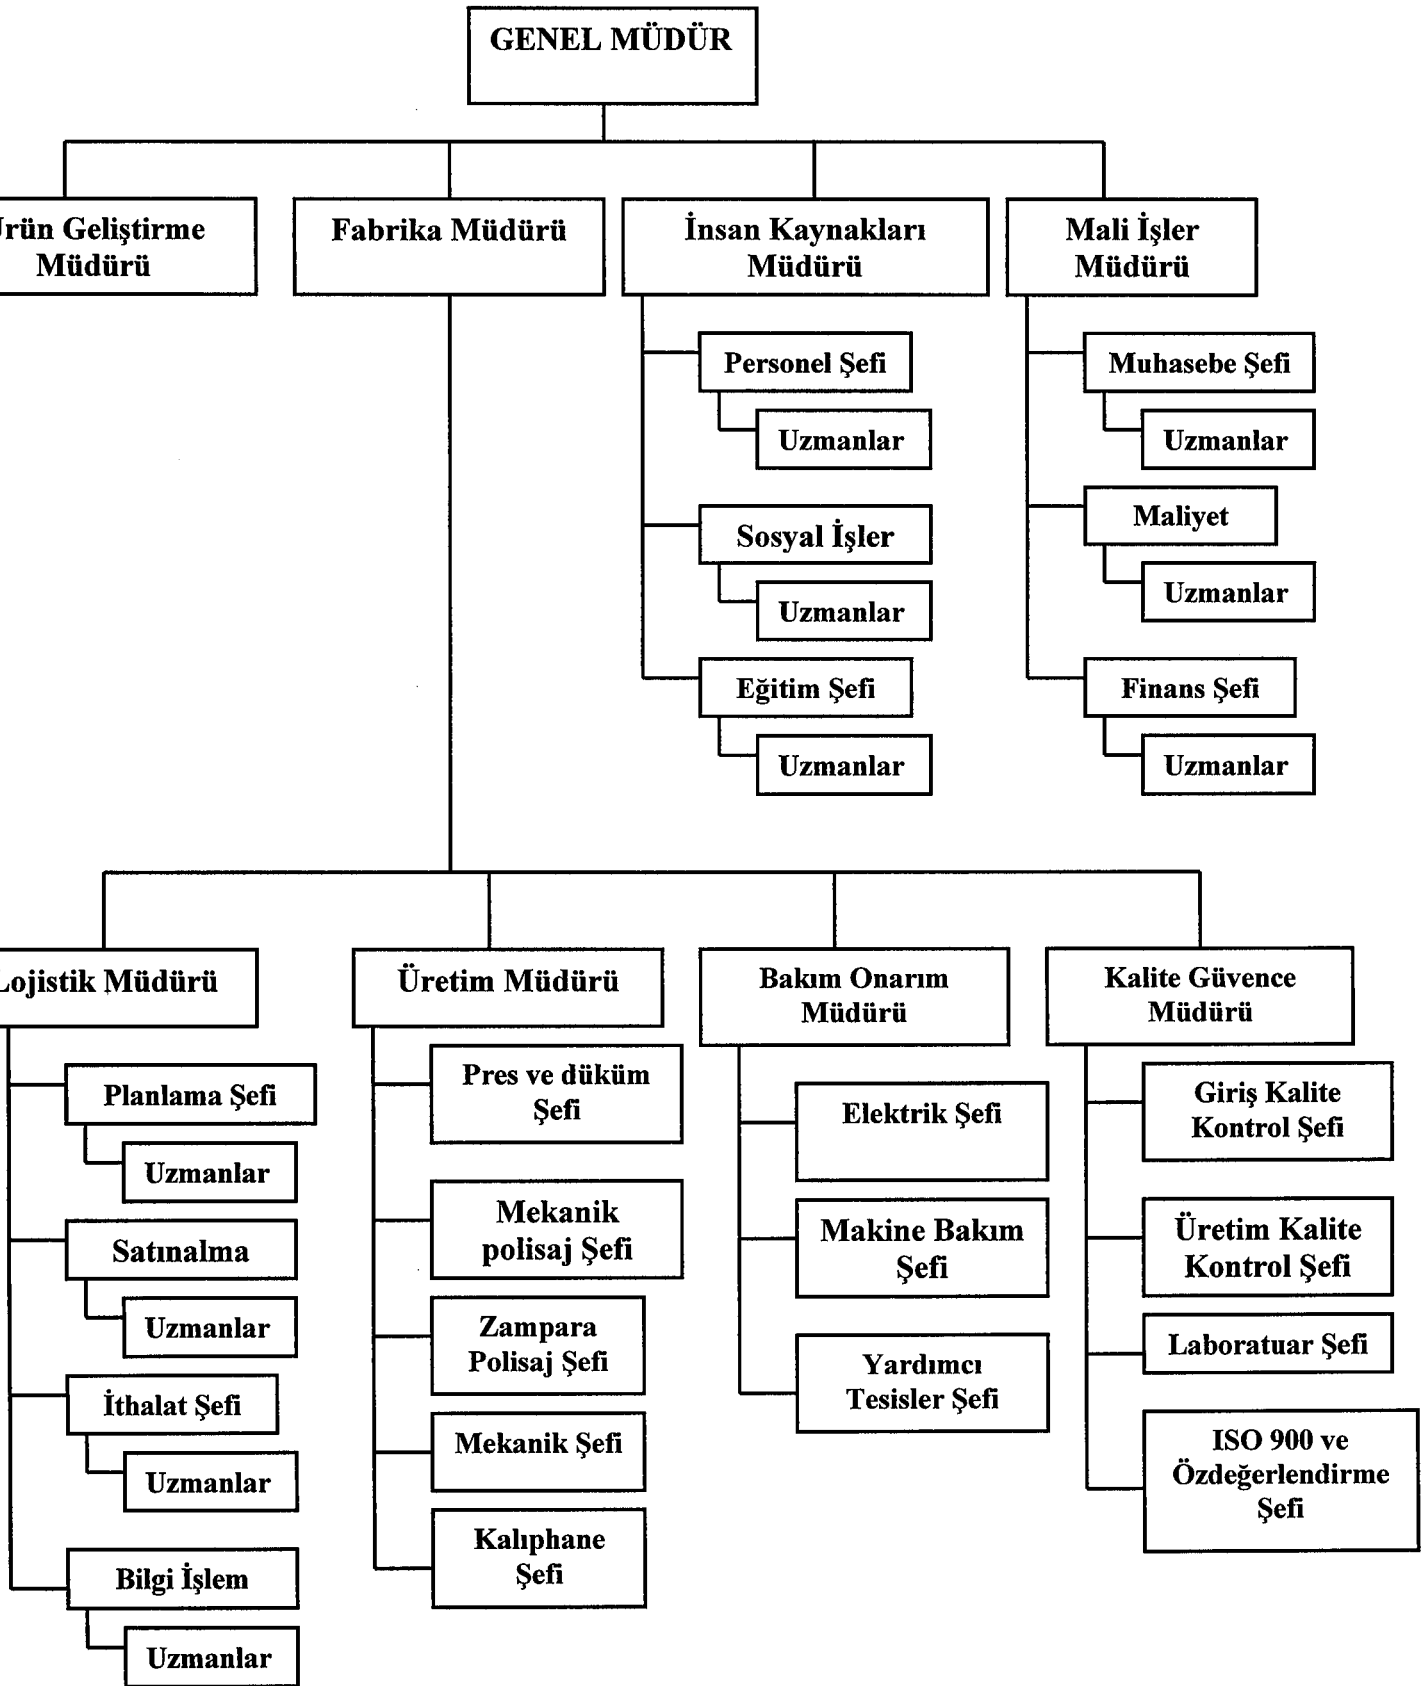 GENEL MÜDÜR
Ürün Geliştirme
Müdürü
Fabrika Müdürü
İnsan Kaynakları
Müdürü
Mali İşler
Müdürü
Personel Şefi
Uzmanlar
Sosyal İşler
Uzmanlar
Eğitim Şefi
Uzmanlar
Muhasebe Şefi
Uzmanlar
Maliyet
Uzmanlar
Finans Şefi
Uzmanlar
Lojistik Müdürü
Planlama Şefi
Uzmanlar
Satınalma
Uzmanlar
İthalat Şefi
Uzmanlar
Bilgi İşlem
Uzmanlar
Üretim Müdürü
Pres ve düküm
Şefi
Mekanik
polisaj Şefi
Zampara
Polisaj Şefi
Mekanik Şefi
Kalıphane
Şefi
Bakım Onarım
Müdürü
Elektrik Şefi
Makine Bakım
Şefi
Yardımcı
Tesisler Şefi
Kalite Güvence
Müdürü
Giriş Kalite
Kontrol Şefi
Üretim Kalite
Kontrol Şefi
Laboratuar Şefi
ISO 900 ve
Özdeğerlendirme
Şefi